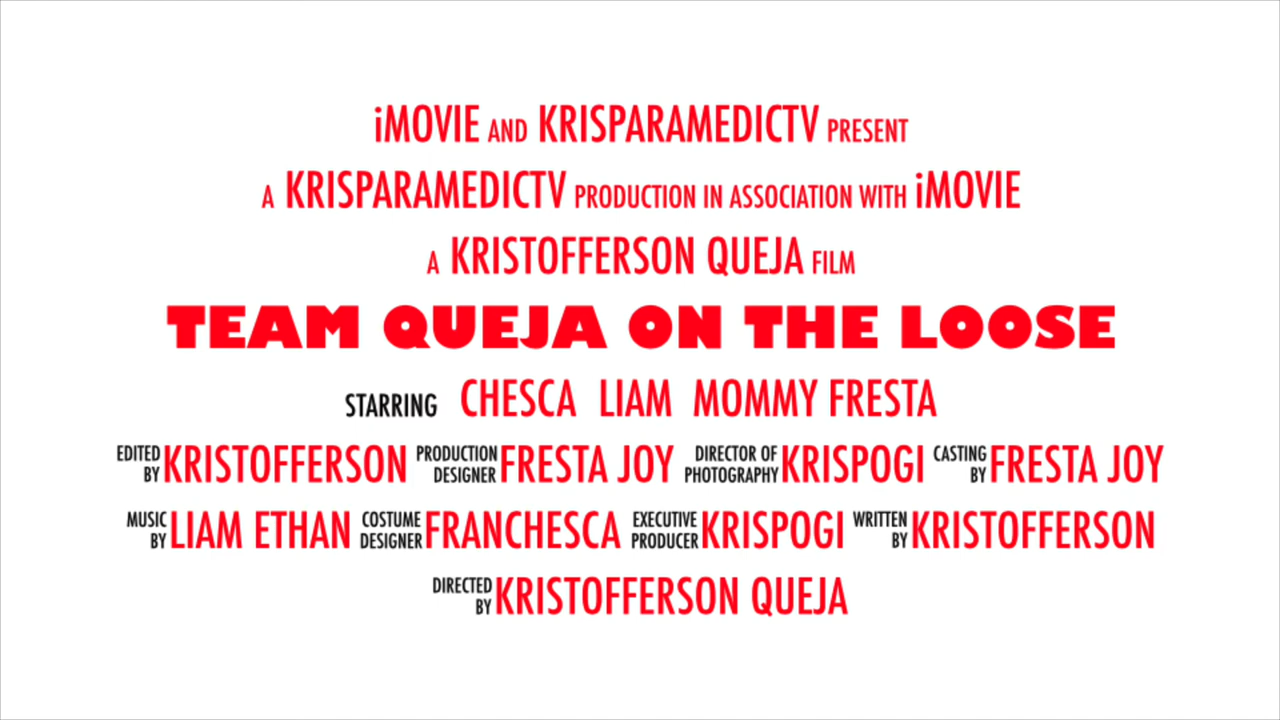 iMOVIE AND KRISPARAMEDICTV PRESENT
A KRISPARAMEDICTV PRODUCTION IN ASSOCIATION WITH iMOVIE
A KRISTOFFERSON QUEJA FILM
TEAM QUEJA ON THE LOOSE
STARRING CHESCA LIAM MOMMY FRESTA
EDITED BY KRISTOFFERSON PRODUCTION DESIGNER FRESTA JOY DIRECTOR OF PHOTOGRAPHY KRISPOGI CASTING BY FRESTA JOY
MUSIC BY LIAM ETHAN COSTUME DESIGNER FRANCHESCA EXECUTIVE PRODUCER KRISPOGI WRITTEN BY KRISTOFFERSON
DIRECTED BY KRISTOFFERSON QUEJA